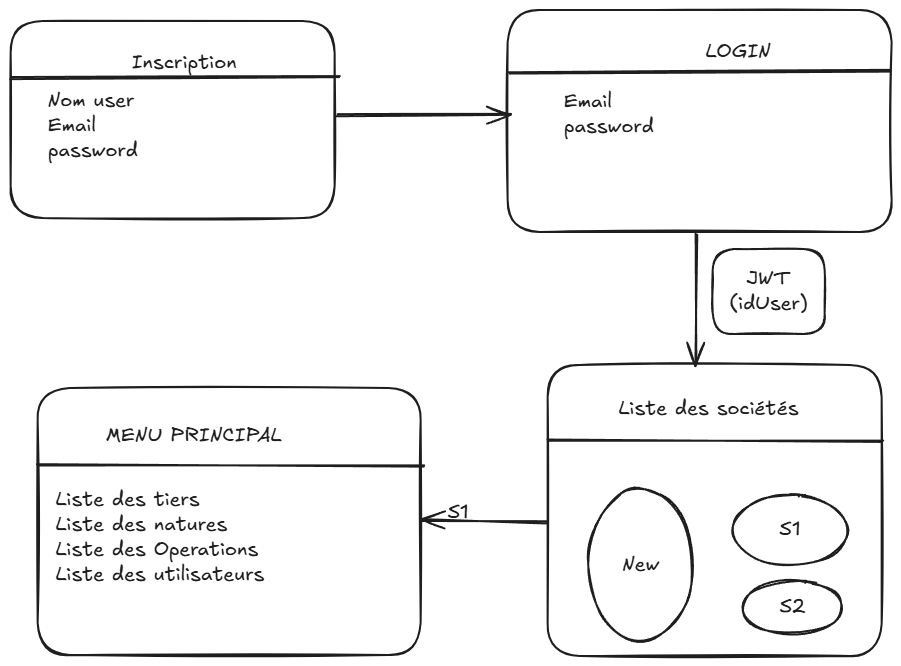 Inscription
Nom user
Email
password
LOGIN
Email
password
JWT
(idUser)
Liste des sociétés
New
S1
S2
S1
MENU PRINCIPAL
Liste des tiers
Liste des natures
Liste des Operations
Liste des utilisateurs